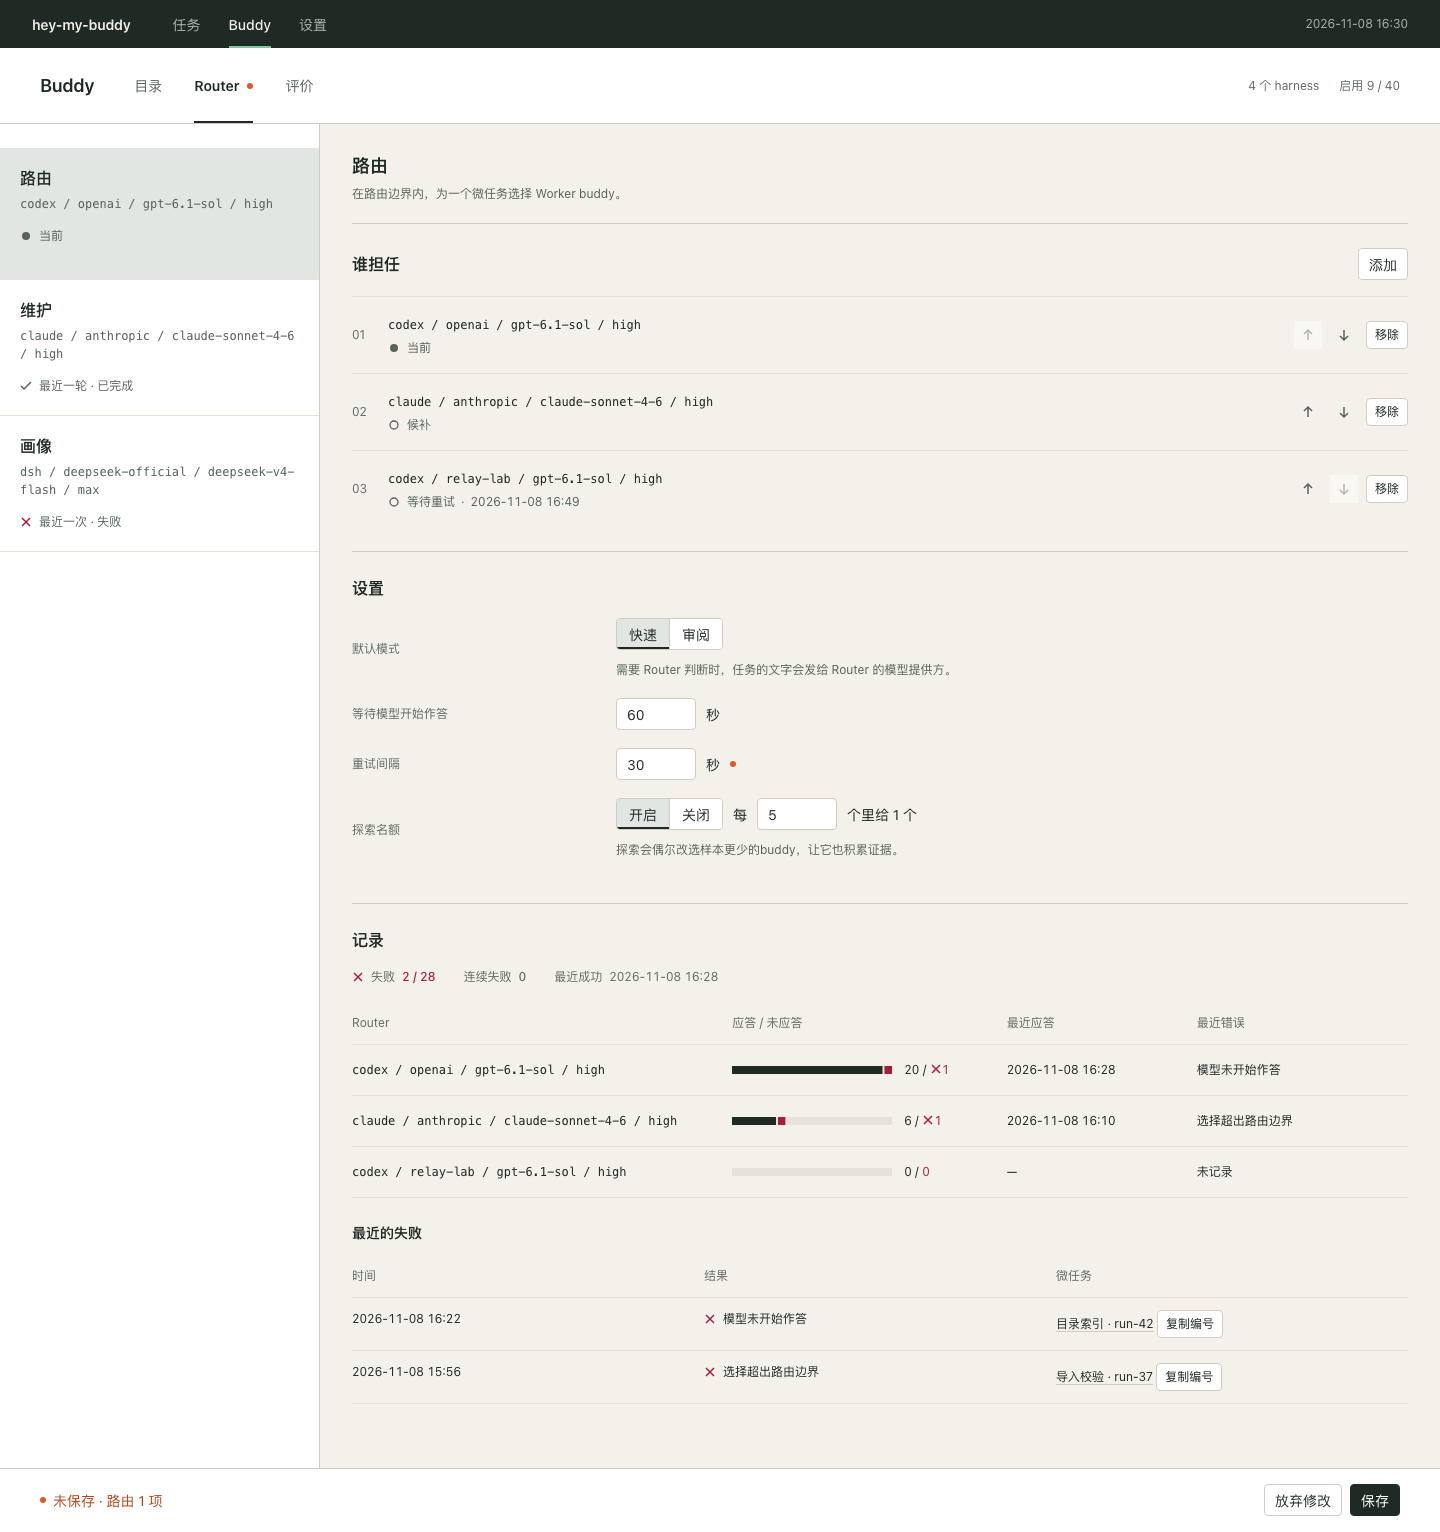 hey-my-buddy 任务 Buddy 设置 2026-11-08 16:30
Buddy 目录 Router 评价 4 个 harness 启用 9 / 40
路由
codex / openai / gpt-6.1-sol / high
当前
维护
claude / anthropic / claude-sonnet-4-6
/ high
最近一轮 · 已完成
画像
dsh / deepseek-official / deepseek-v4-
flash / max
最近一次 · 失败
路由
在路由边界内，为一个微任务选择 Worker buddy。
谁担任 添加
01 codex / openai / gpt-6.1-sol / high
当前
移除
02 claude / anthropic / claude-sonnet-4-6 / high
候补
移除
03 codex / relay-lab / gpt-6.1-sol / high
等待重试 · 2026-11-08 16:49
移除
设置
默认模式 快速 审阅
需要 Router 判断时，任务的文字会发给 Router 的模型提供方。
等待模型开始作答 60 秒
重试间隔 30 秒
探索名额 开启 关闭 每 5 个里给 1 个
探索会偶尔改选样本更少的buddy，让它也积累证据。
记录
失败 2 / 28 连续失败 0 最近成功 2026-11-08 16:28
Router 应答 / 未应答 最近应答 最近错误
codex / openai / gpt-6.1-sol / high 20 / ✕1 2026-11-08 16:28 模型未开始作答
claude / anthropic / claude-sonnet-4-6 / high 6 / ✕1 2026-11-08 16:10 选择超出路由边界
codex / relay-lab / gpt-6.1-sol / high 0 / 0 — 未记录
最近的失败
时间 结果 微任务
2026-11-08 16:22 模型未开始作答 目录索引 · run-42 复制编号
2026-11-08 15:56 选择超出路由边界 导入校验 · run-37 复制编号
未保存 · 路由 1 项 放弃修改 保存